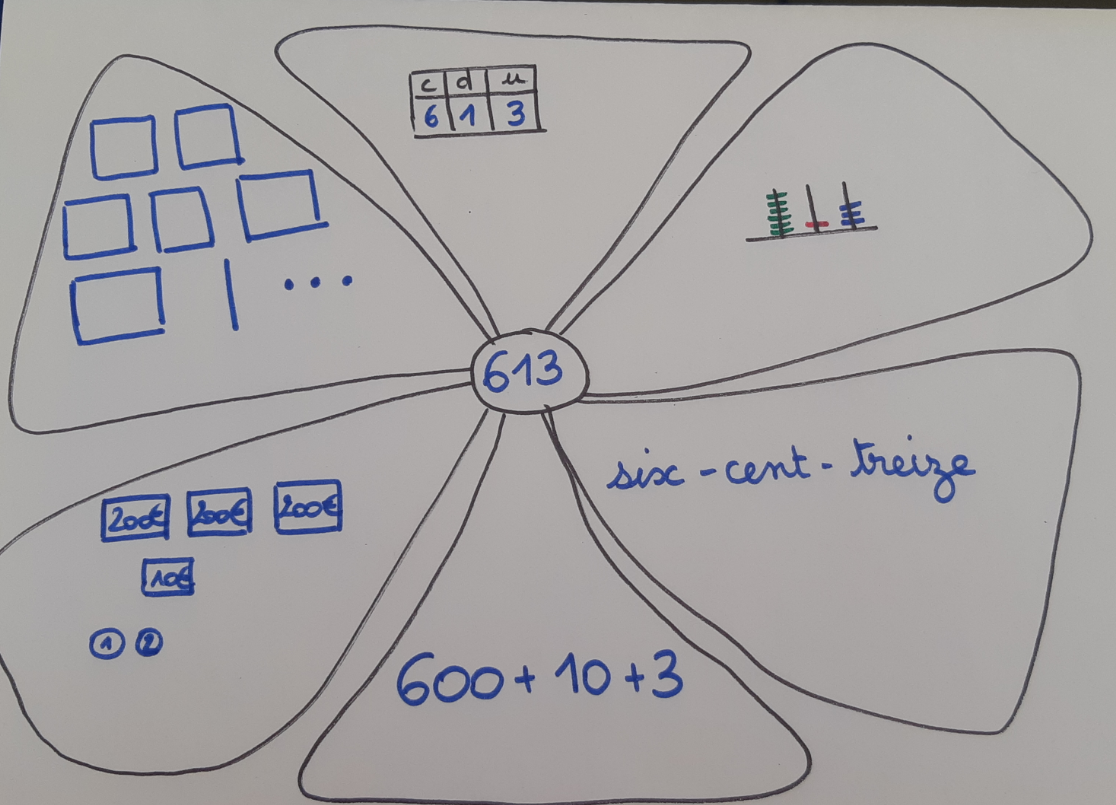 c d u
6 1 3
613
six-cent-treize
200€ 200€ 200€
10€
1 2
600 + 10 + 3